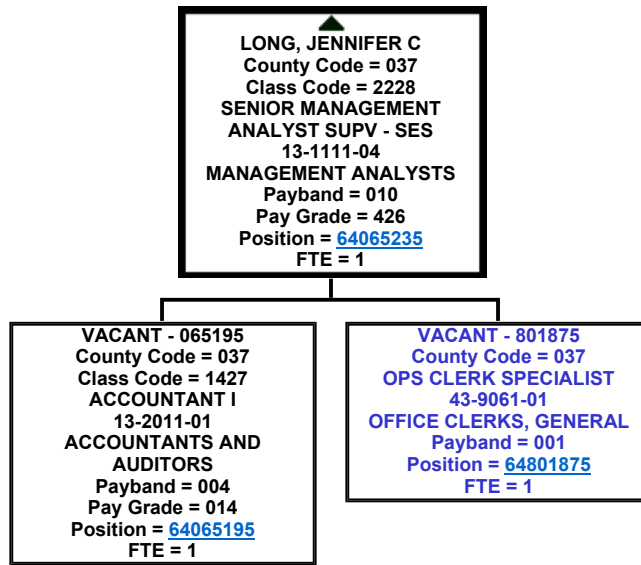 LONG, JENNIFER C
County Code = 037
Class Code = 2228
SENIOR MANAGEMENT
ANALYST SUPV - SES
13-1111-04
MANAGEMENT ANALYSTS
Payband = 010
Pay Grade = 426
Position = 64065235
FTE = 1
VACANT - 065195
County Code = 037
Class Code = 1427
ACCOUNTANT I
13-2011-01
ACCOUNTANTS AND
AUDITORS
Payband = 004
Pay Grade = 014
Position = 64065195
FTE = 1
VACANT - 801875
County Code = 037
OPS CLERK SPECIALIST
43-9061-01
OFFICE CLERKS, GENERAL
Payband = 001
Position = 64801875
FTE = 1